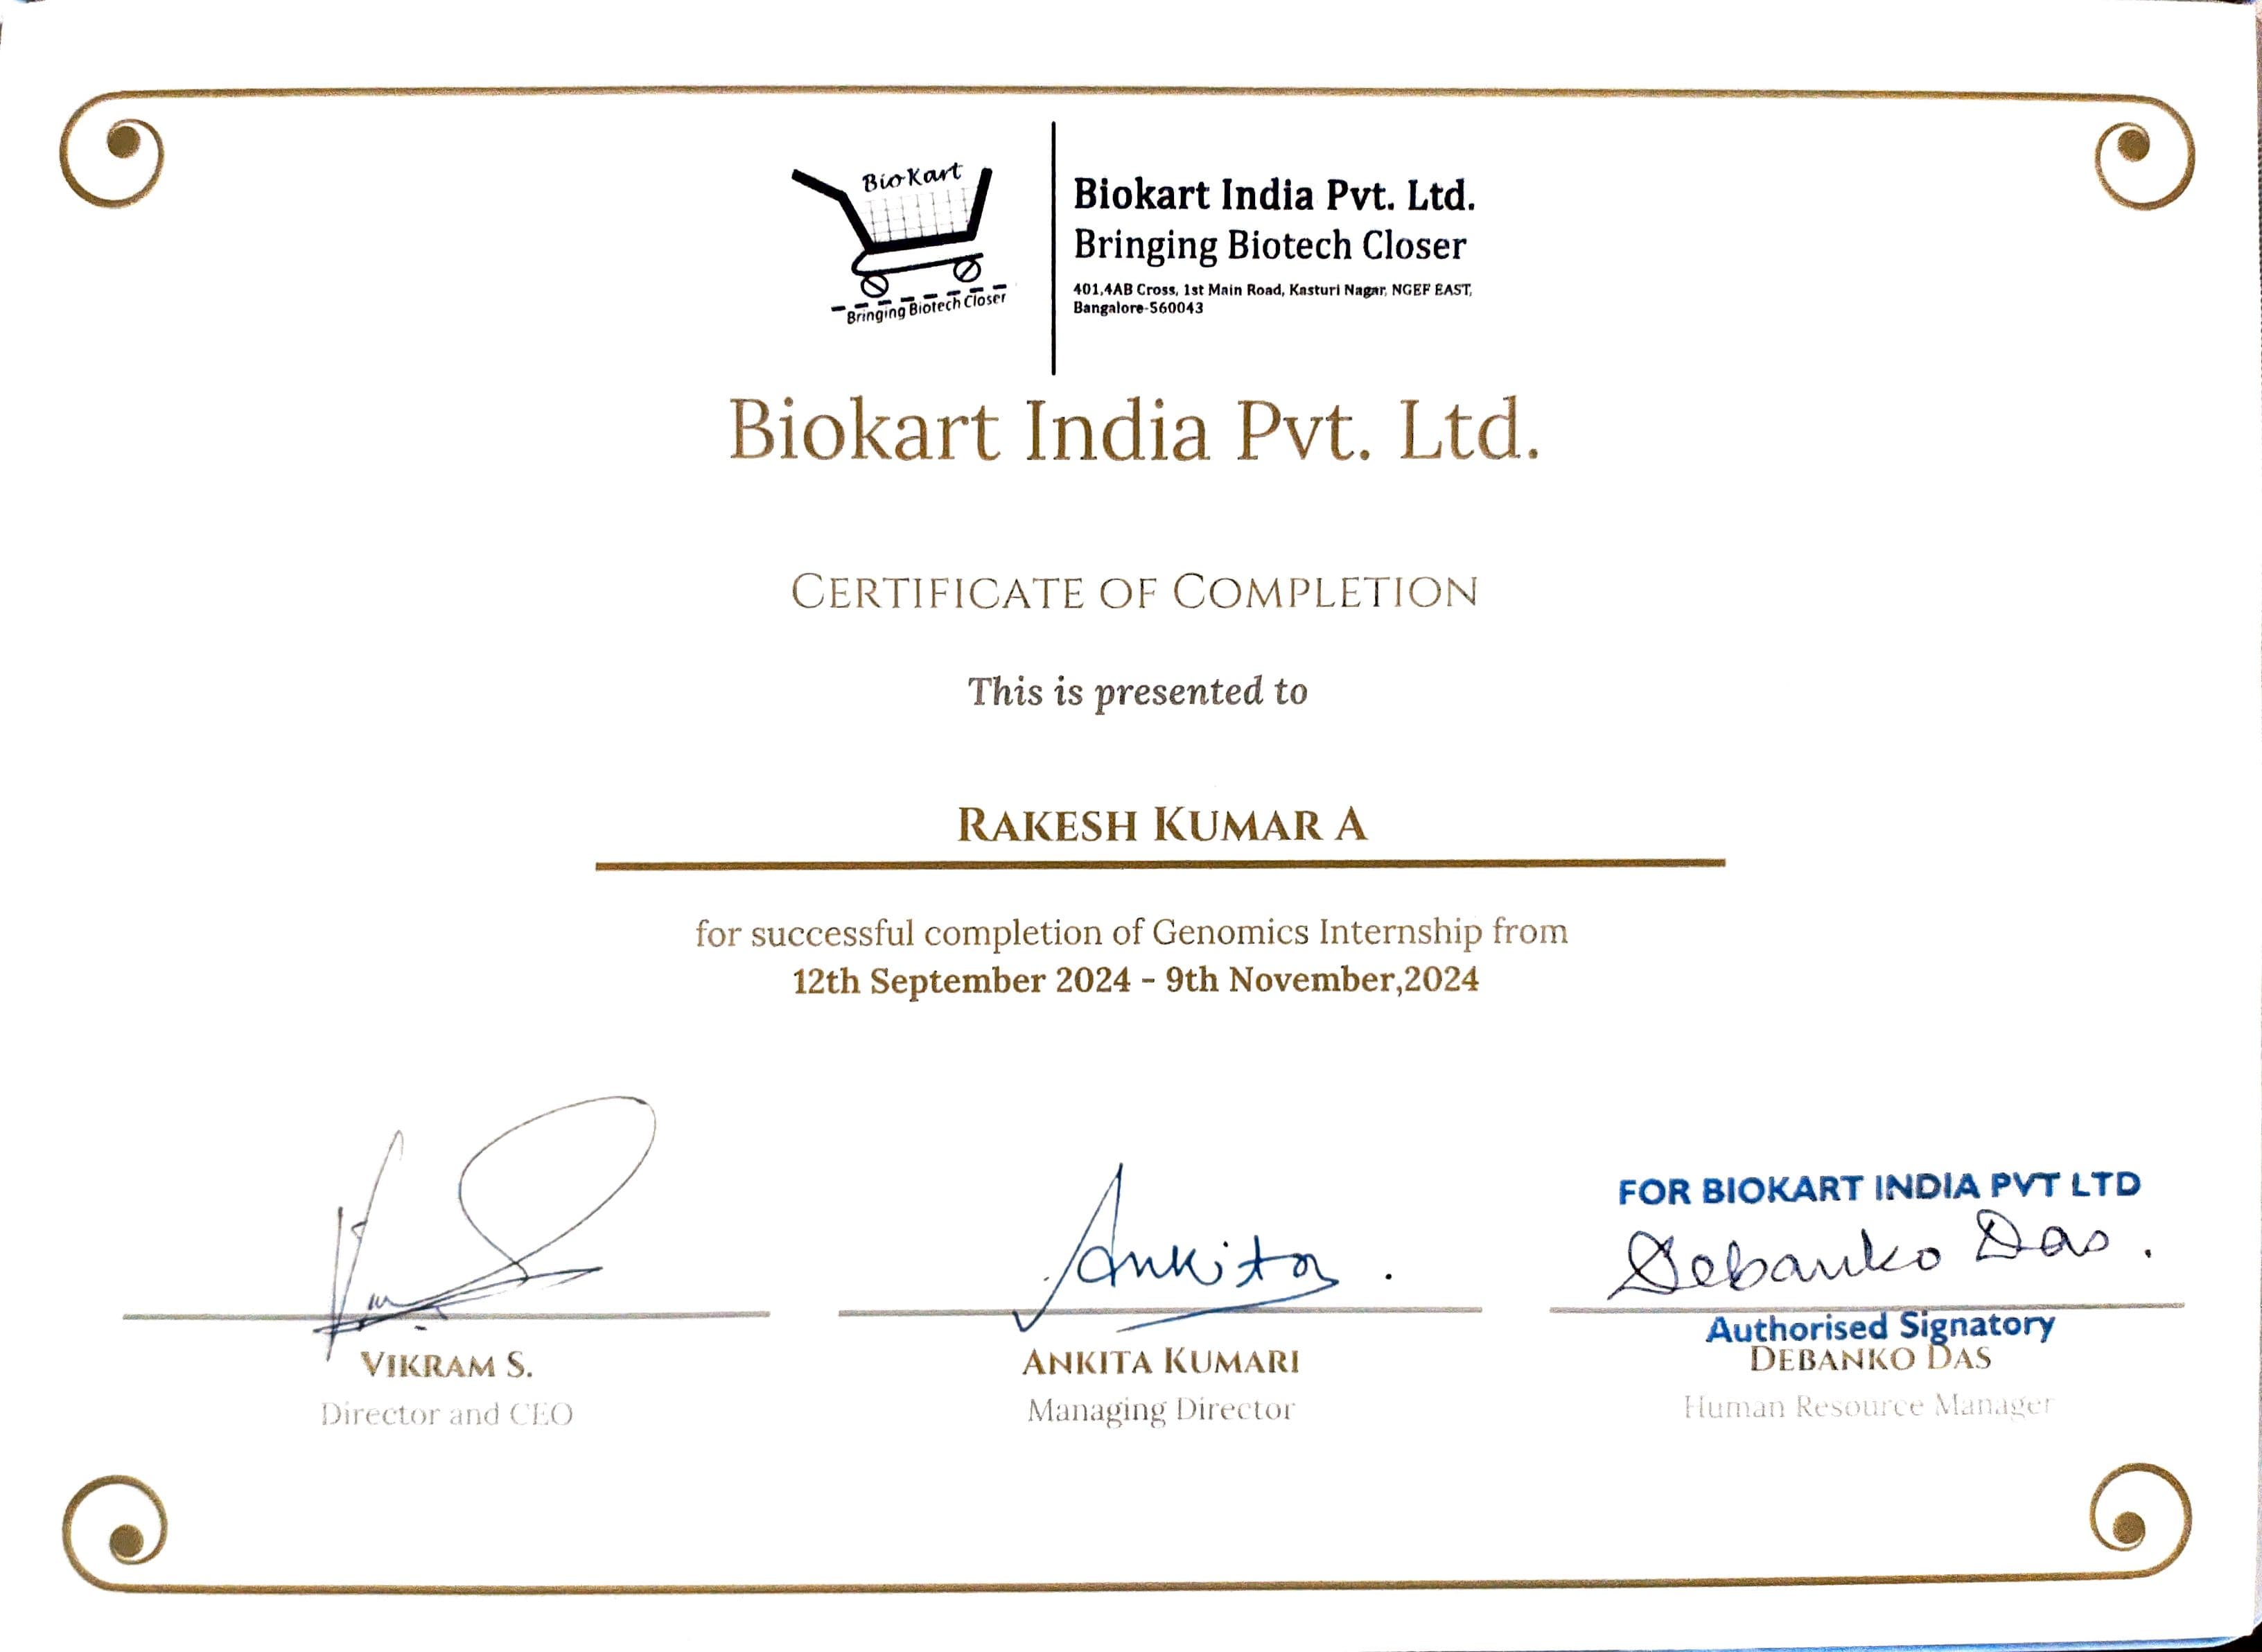 BioKart
Bringing Biotech Closer
Biokart India Pvt. Ltd.
Bringing Biotech Closer
401,4AB Cross, 1st Main Road, Kasturi Nagar, NGEF EAST,
Bangalore-560043
Biokart India Pvt. Ltd.
CERTIFICATE OF COMPLETION
This is presented to
RAKESH KUMAR A
for successful completion of Genomics Internship from
12th September 2024 - 9th November,2024
FOR BIOKART INDIA PVT LTD
Ankita
Debanko Das.
Authorised Signatory
VIKRAM S.
ANKITA KUMARI
DEBANKO DAS
Director and CEO
Managing Director
Human Resource Manager